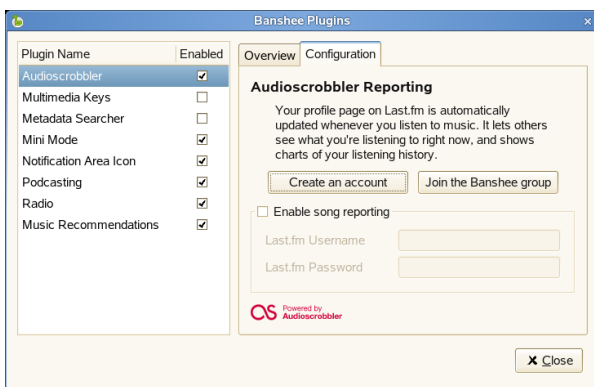 Banshee Plugins
Plugin Name Enabled
Audioscrobbler
Multimedia Keys
Metadata Searcher
Mini Mode
Notification Area Icon
Podcasting
Radio
Music Recommendations
Overview Configuration
Audioscrobbler Reporting
Your profile page on Last.fm is automatically
updated whenever you listen to music. It lets others
see what you're listening to right now, and shows
charts of your listening history.
Create an account Join the Banshee group
Enable song reporting
Last.fm Username
Last.fm Password
Powered by
Audioscrobbler
Close